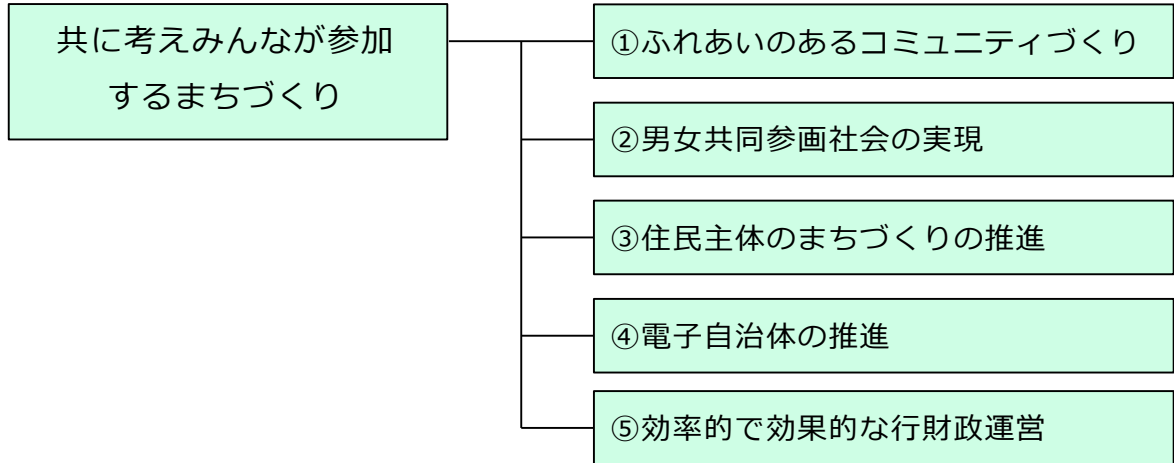 共に考えみんなが参加
するまちづくり
①ふれあいのあるコミュニティづくり
②男女共同参画社会の実現
③住民主体のまちづくりの推進
④電子自治体の推進
⑤効率的で効果的な行財政運営